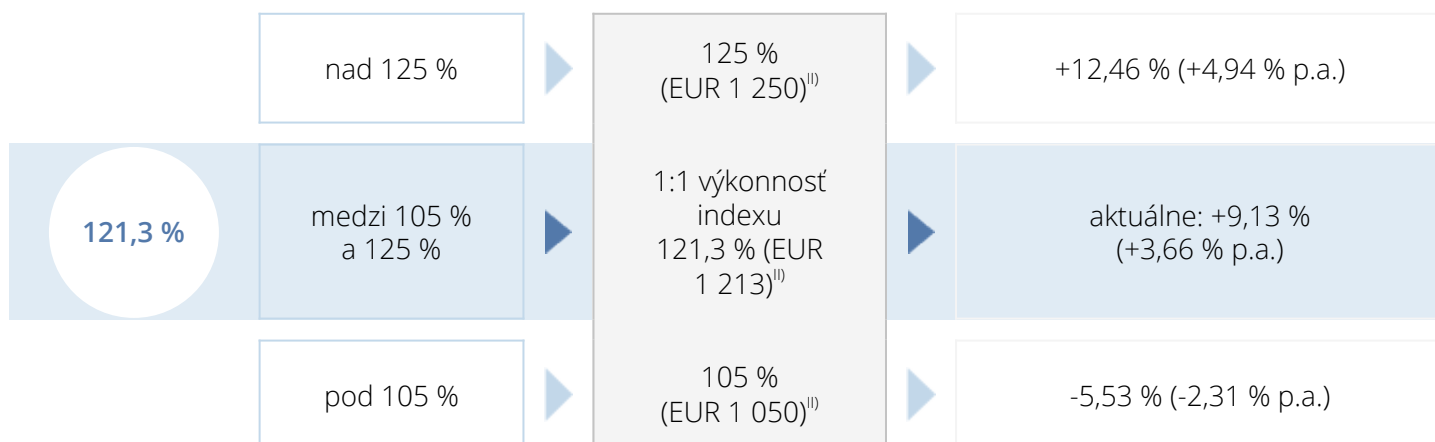 nad 125 %
125 %
(EUR 1 250)II)
+12,46 % (+4,94 % p.a.)
121,3 %
medzi 105 %
a 125 %
1:1 výkonnosť
indexu
121,3 % (EUR
1 213)II)
aktuálne: +9,13 %
(+3,66 % p.a.)
pod 105 %
105 %
(EUR 1 050)II)
-5,53 % (-2,31 % p.a.)